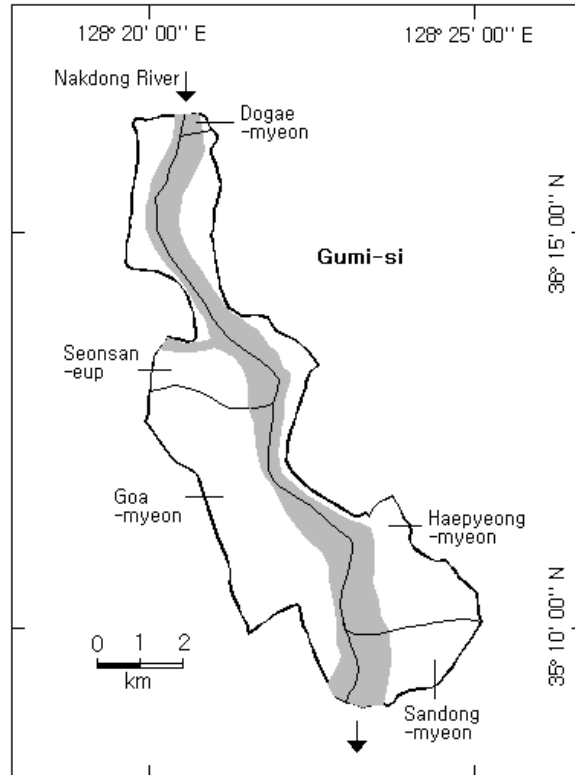 128° 20' 00'' E
128° 25' 00'' E
Nakdong River
Dogae
-myeon
36° 15' 00'' N
Gumi-si
Seonsan
-eup
Goa
-myeon
Haepyeong
-myeon
35° 10' 00'' N
0 1 2
km
Sandong
-myeon